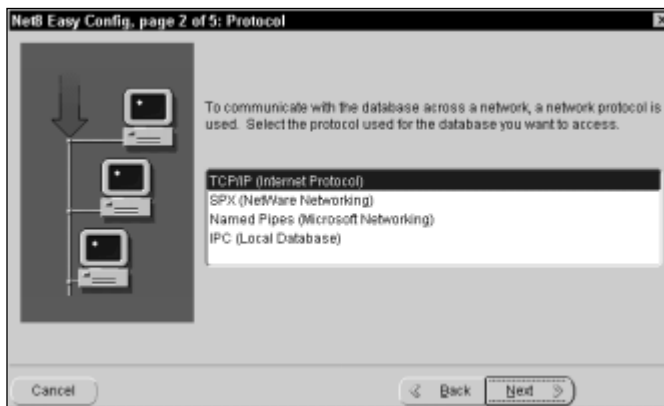 Net8 Easy Config, page 2 of 5: Protocol
To communicate with the database across a network, a network protocol is
used. Select the protocol used for the database you want to access.
TCP/IP (Internet Protocol)
SPX (NetWare Networking)
Named Pipes (Microsoft Networking)
IPC (Local Database)
Cancel
Back
Next